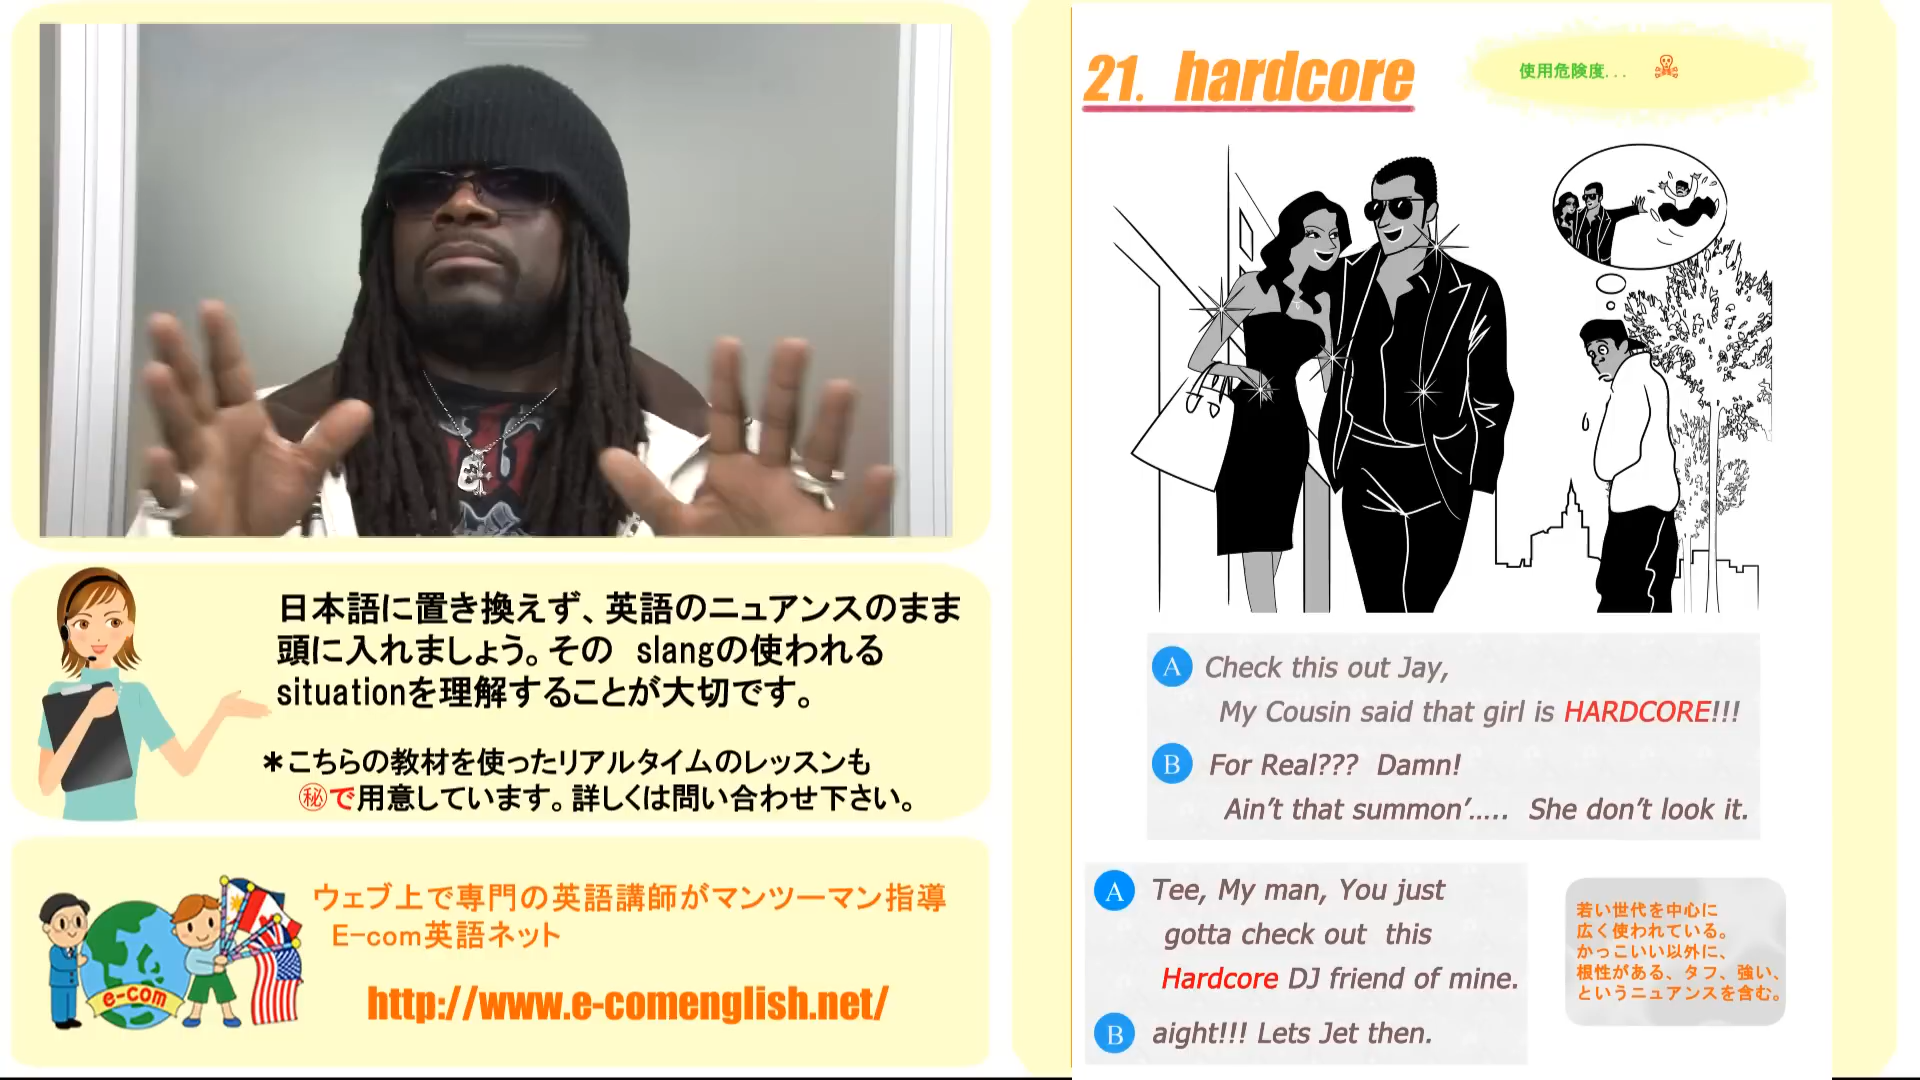 21. hardcore
使用危険度...
日本語に置き換えず、英語のニュアンスのまま
頭に入れましょう。その slangの使われる
situationを理解することが大切です。
＊こちらの教材を使ったリアルタイムのレッスンも
㊙で用意しています。詳しくは問い合わせ下さい。
ウェブ上で専門の英語講師がマンツーマン指導
E-com英語ネット
e-com
http://www.e-comenglish.net/
A Check this out Jay,
My Cousin said that girl is HARDCORE!!!
B For Real??? Damn!
Ain't that summon'..... She don't look it.
A Tee, My man, You just
gotta check out this
Hardcore DJ friend of mine.
B aight!!! Lets Jet then.
若い世代を中心に
広く使われている。
かっこいい以外に、
根性がある、タフ、強い、
というニュアンスを含む。